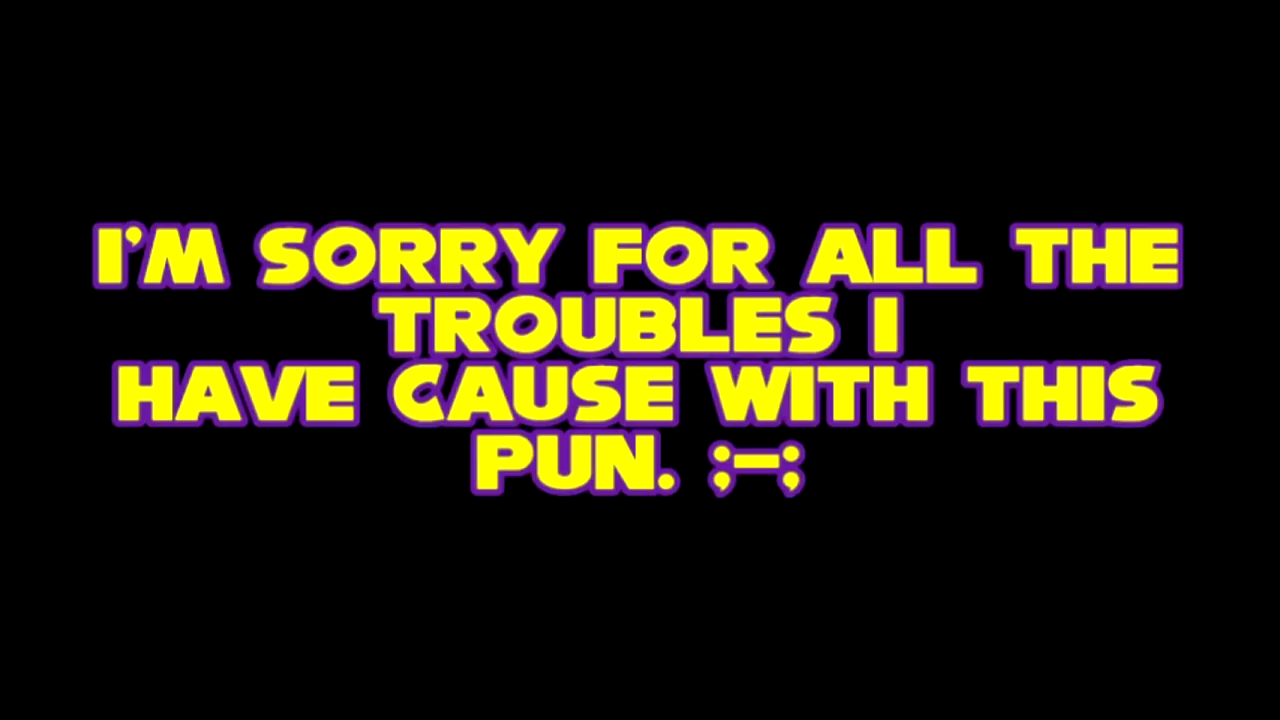 I'M SORRY FOR ALL THE
TROUBLES I
HAVE CAUSE WITH THIS
PUN. ;-;